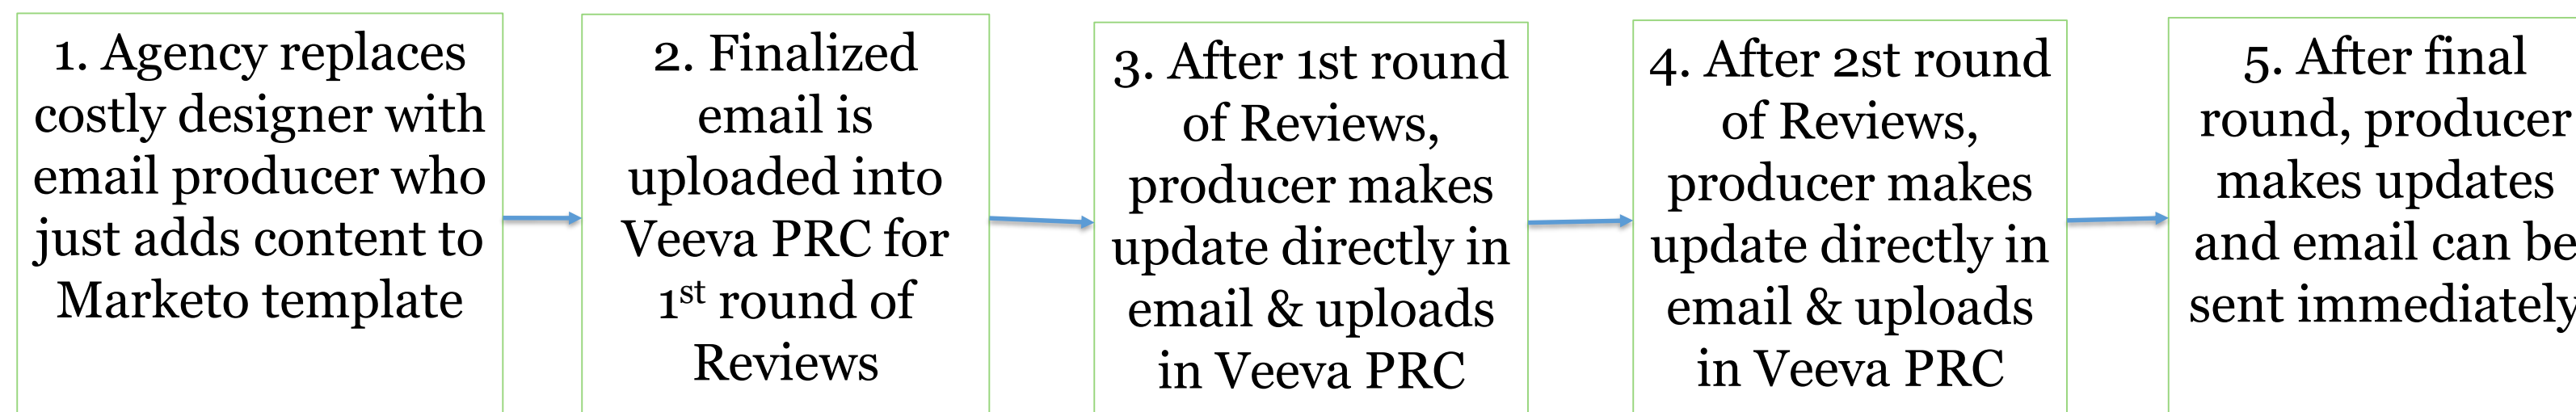 1. Agency replaces
costly designer with
email producer who
just adds content to
Marketo template
2. Finalized
email is
uploaded into
Veeva PRC for
1st round of
Reviews
3. After 1st round
of Reviews,
producer makes
update directly in
email & uploads
in Veeva PRC
4. After 2st round
of Reviews,
producer makes
update directly in
email & uploads
in Veeva PRC
5. After final
round, producer
makes updates
and email can be
sent immediately